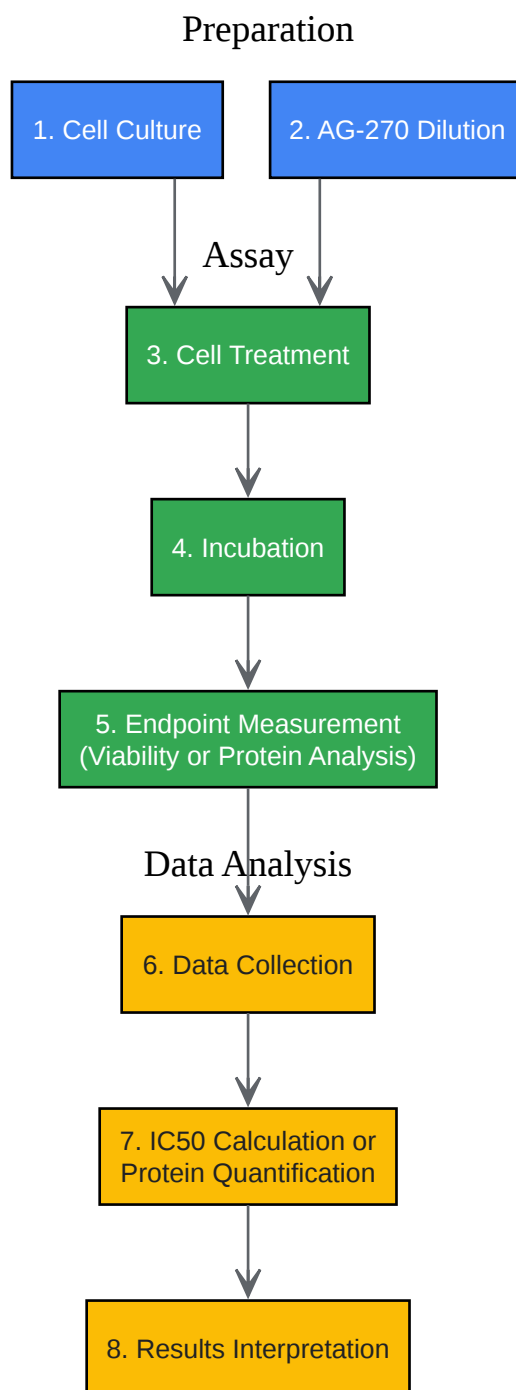 Preparation
1. Cell Culture
2. AG-270 Dilution
Assay
3. Cell Treatment
4. Incubation
5. Endpoint Measurement
(Viability or Protein Analysis)
Data Analysis
6. Data Collection
7. IC50 Calculation or
Protein Quantification
8. Results Interpretation